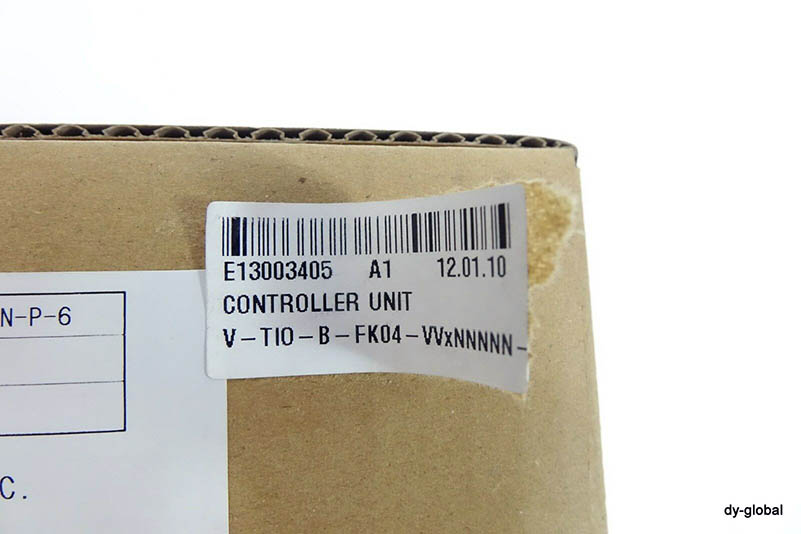 E13003405 A1 12.01.10
CONTROLLER UNIT
V-TIO-B-FK04-VVxNNNNN-
N-P-6
C.
dy-global